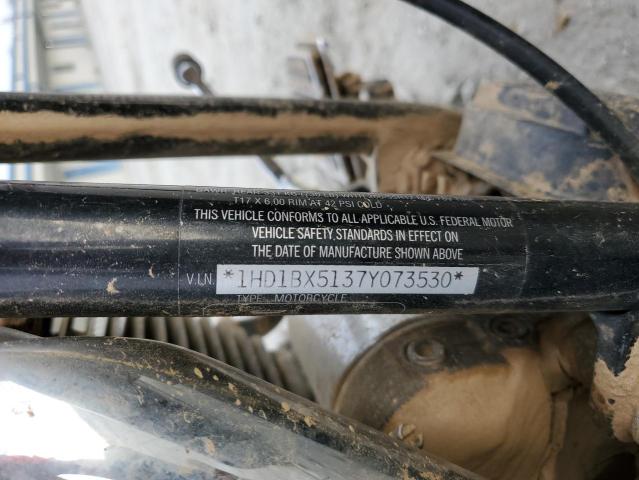 T17 X 6.00 RIM AT 42 PSI COLD
THIS VEHICLE CONFORMS TO ALL APPLICABLE U.S. FEDERAL MOTOR
VEHICLE SAFETY STANDARDS IN EFFECT ON
THE DATE OF MANUFACTURE SHOWN ABOVE
V.I.N. *1HD1BX5137Y073530*
TYPE: MOTORCYCLE